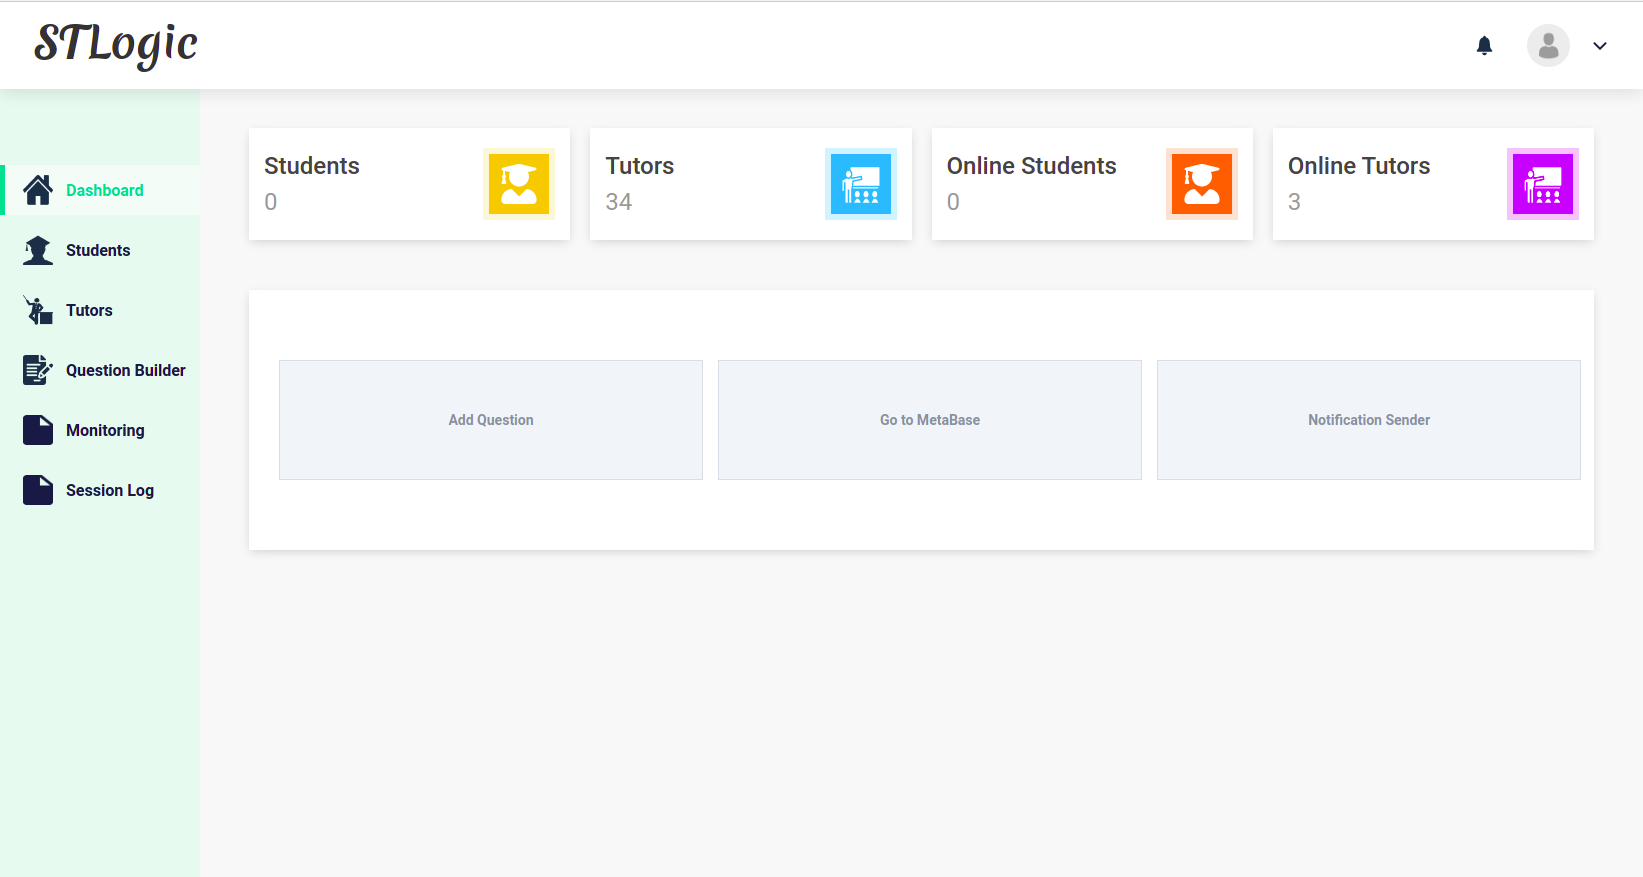 STLogic
Dashboard
Students
Tutors
Question Builder
Monitoring
Session Log
Students
0
Tutors
34
Online Students
0
Online Tutors
3
Add Question
Go to MetaBase
Notification Sender